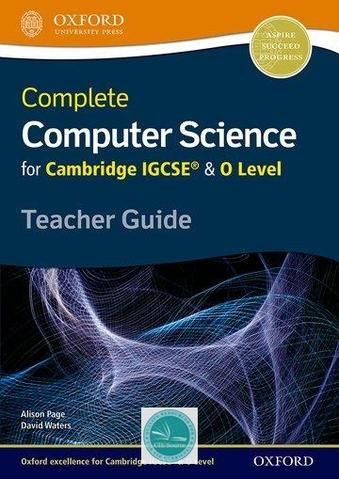 OXFORD
UNIVERSITY PRESS
ASPIRE
SUCCEED
PROGRESS
Complete
Computer Science
for Cambridge IGCSE® & O Level
Teacher Guide
Alison Page
David Waters
Oxford excellence for Cambridge & O Level
OXFORD